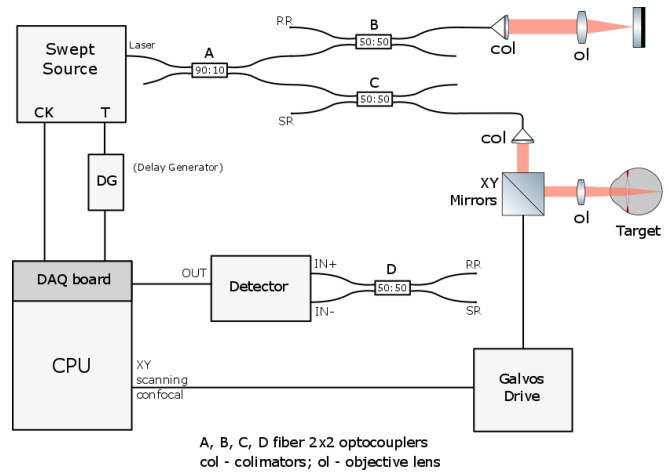 Swept
Source
CK
T
Laser
A
90:10
RR
B
50:50
col
ol
C
50:50
SR
col
XY
Mirrors
ol
Target
DG
(Delay Generator)
DAQ board
CPU
OUT
Detector
IN+
IN-
D
50:50
RR
SR
XY
scanning
confocal
Galvos
Drive
A, B, C, D fiber 2x2 optocouplers
col - colimators; ol - objective lens